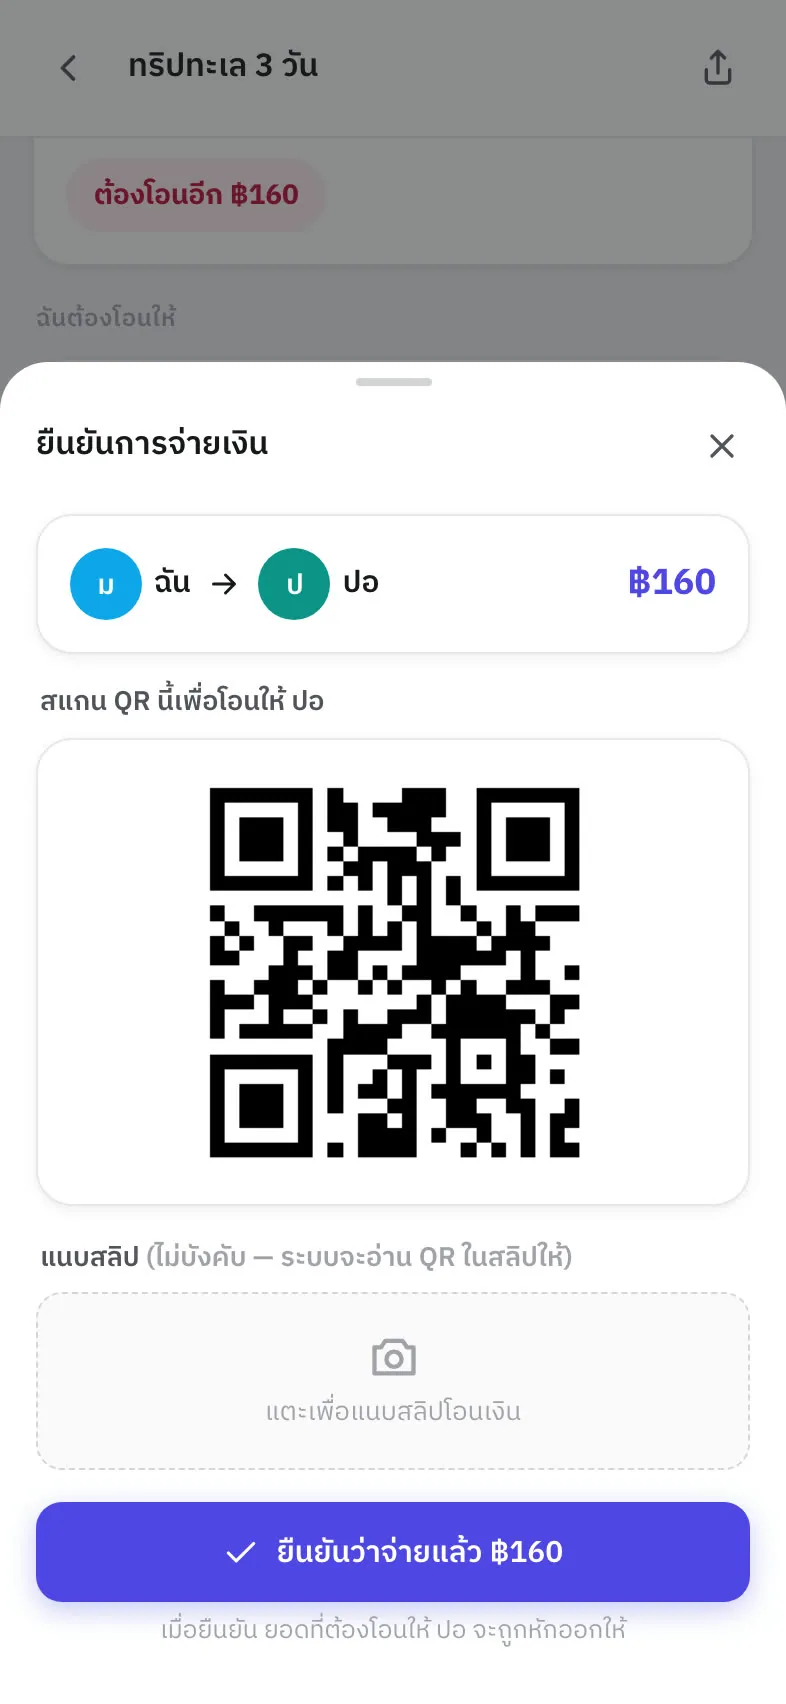 ทริปทะเล 3 วัน
ต้องโอนอีก ฿160
ฉันต้องโอนให้
ยืนยันการจ่ายเงิน
ม ฉัน → ป ปอ ฿160
สแกน QR นี้เพื่อโอนให้ ปอ
แนบสลิป (ไม่บังคับ — ระบบจะอ่าน QR ในสลิปให้)
แตะเพื่อแนบสลิปโอนเงิน
ยืนยันว่าจ่ายแล้ว ฿160
เมื่อยืนยัน ยอดที่ต้องโอนให้ ปอ จะถูกหักออกให้